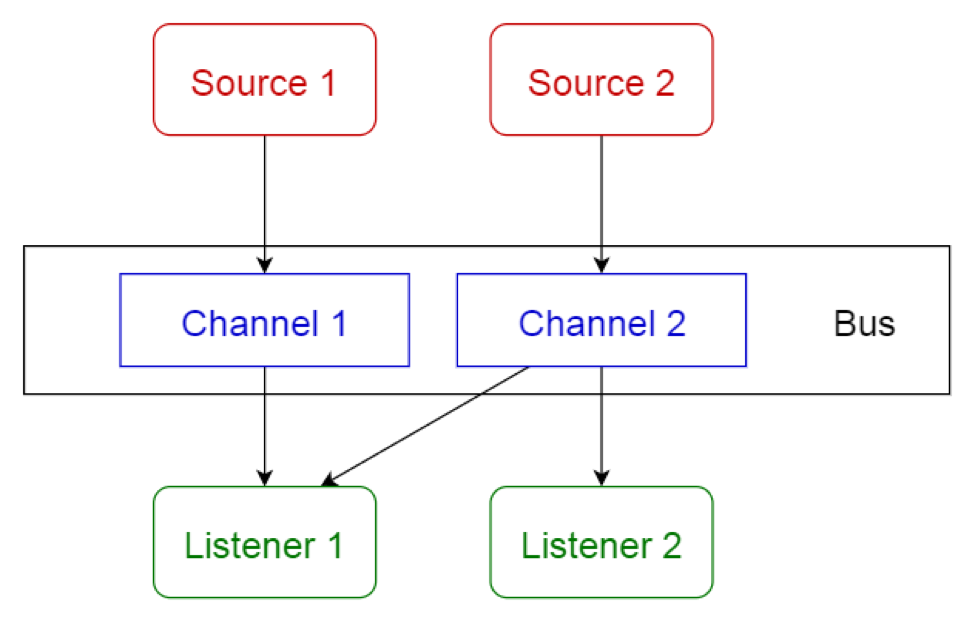 Source 1
Source 2
Channel 1
Channel 2
Bus
Listener 1
Listener 2